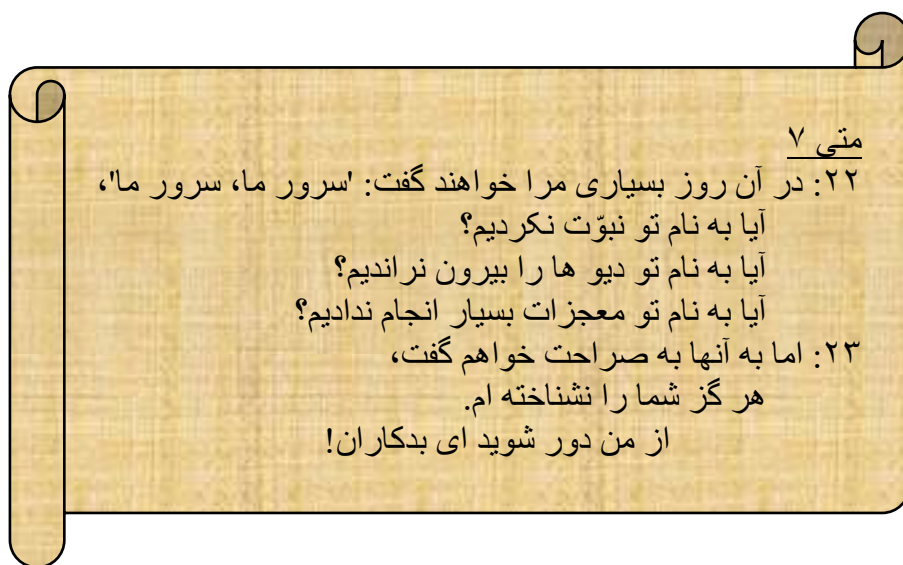 متی ۷
۲۲: در آن روز بسیاری مرا خواهند گفت: 'سرور ما، سرور ما'،
آیا به نام تو نبوّت نکردیم؟
آیا به نام تو دیو ها را بیرون نراندیم؟
آیا به نام تو معجزات بسیار انجام ندادیم؟
۲۳: اما به آنها به صراحت خواهم گفت،
هر گز شما را نشناخته ام.
از من دور شوید ای بدکاران!